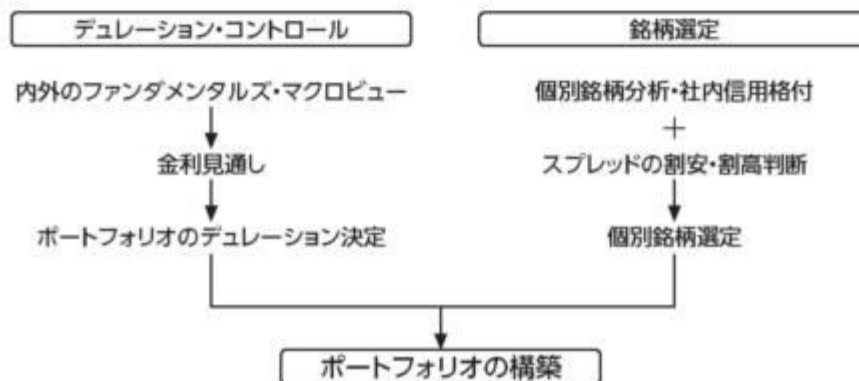 デュレーション・コントロール
内外のファンダメンタルズ・マクロビュー
金利見通し
ポートフォリオのデュレーション決定
銘柄選定
個別銘柄分析・社内信用格付
+
スプレッドの割安・割高判断
個別銘柄選定
ポートフォリオの構築